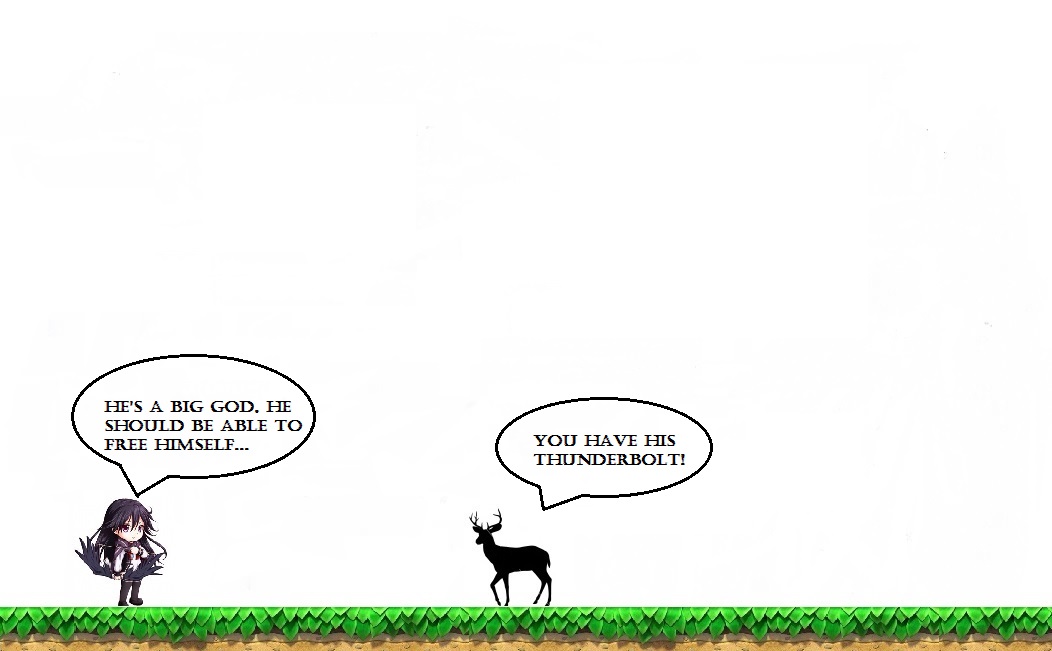 HE'S A BIG GOD. HE
SHOULD BE ABLE TO
FREE HIMSELF...
YOU HAVE HIS
THUNDERBOLT!